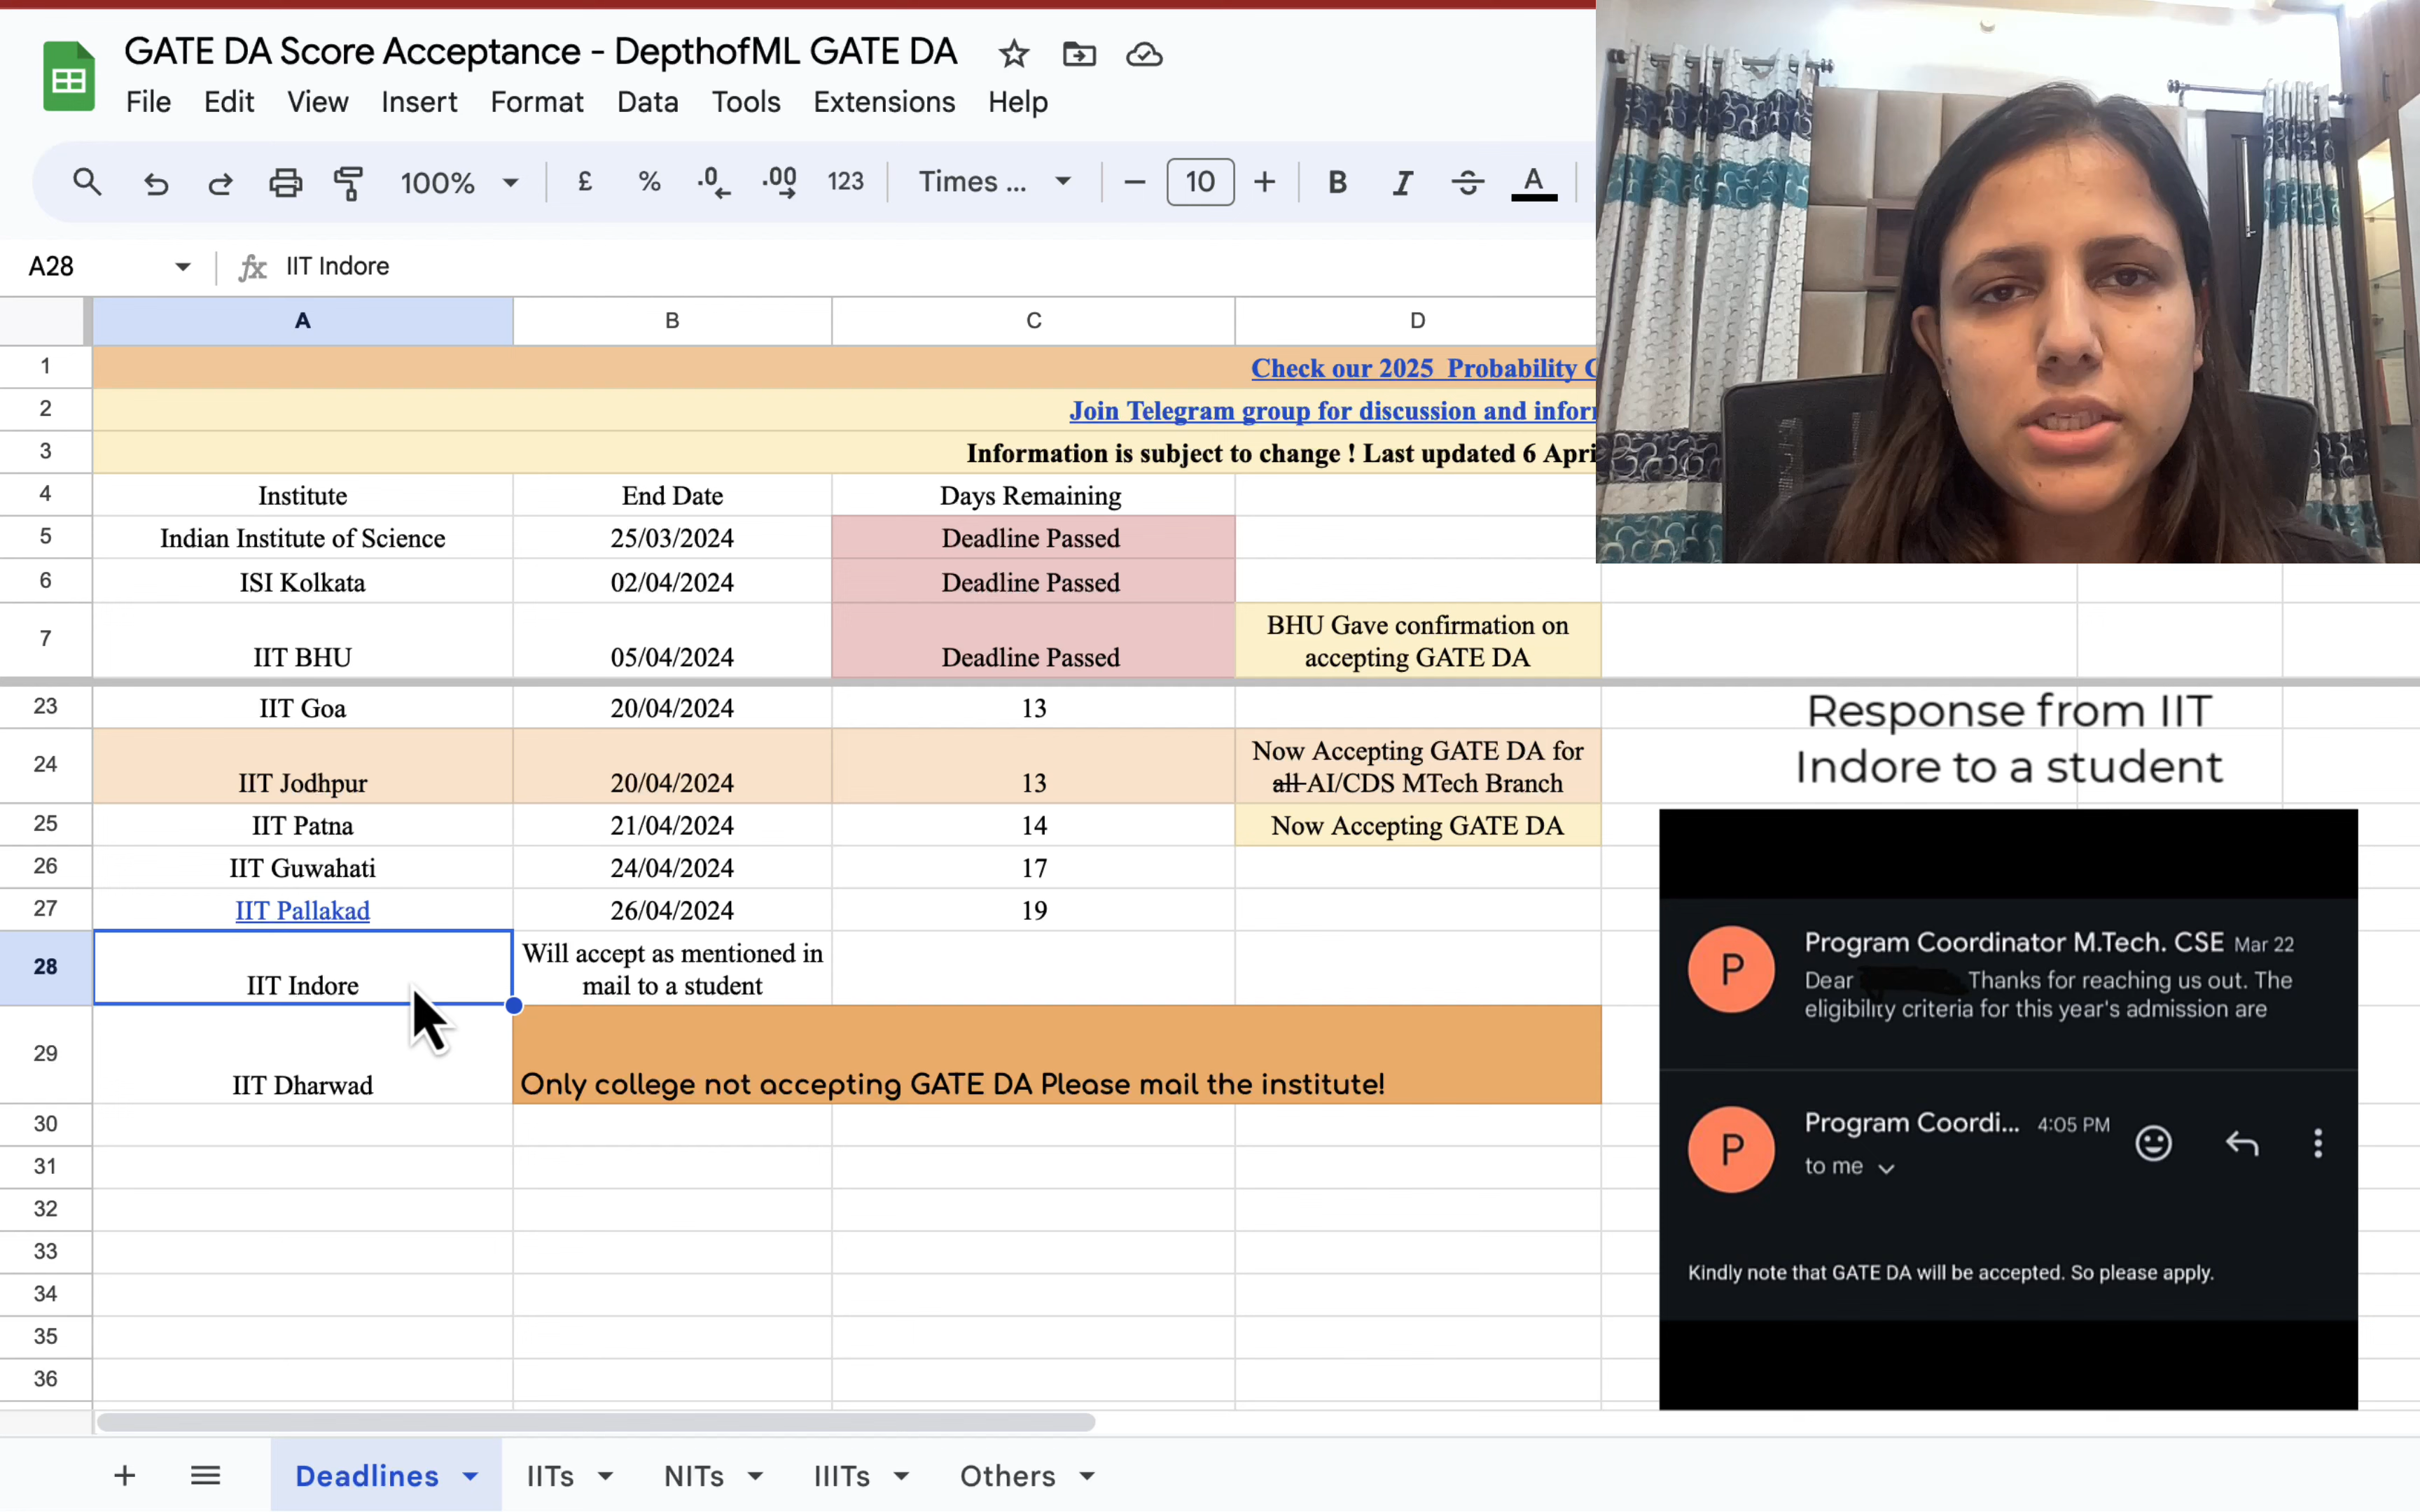 GATE DA Score Acceptance - DepthofML GATE DA
File Edit View Insert Format Data Tools Extensions Help
100% £ % .0 .00 123 Times ... 10 B I A
A28 fx IIT Indore
A B C D
1 Check our 2025 Probability
2 Join Telegram group for discussion and infor
3 Information is subject to change ! Last updated 6 Apri
4 Institute End Date Days Remaining
5 Indian Institute of Science 25/03/2024 Deadline Passed
6 ISI Kolkata 02/04/2024 Deadline Passed
7 IIT BHU 05/04/2024 Deadline Passed BHU Gave confirmation on
accepting GATE DA
23 IIT Goa 20/04/2024 13
24 IIT Jodhpur 20/04/2024 13 Now Accepting GATE DA for
all AI/CDS MTech Branch
25 IIT Patna 21/04/2024 14 Now Accepting GATE DA
26 IIT Guwahati 24/04/2024 17
27 IIT Pallakad 26/04/2024 19
28 IIT Indore Will accept as mentioned in
mail to a student
29 IIT Dharwad Only college not accepting GATE DA Please mail the institute!
30
31
32
33
34
35
36
Response from IIT
Indore to a student
P Program Coordinator M.Tech. CSE Mar 22
Dear Thanks for reaching us out. The
eligibility criteria for this year's admission are
P Program Coordi... 4:05 PM
to me
Kindly note that GATE DA will be accepted. So please apply.
Deadlines IITs NITs IIITs Others